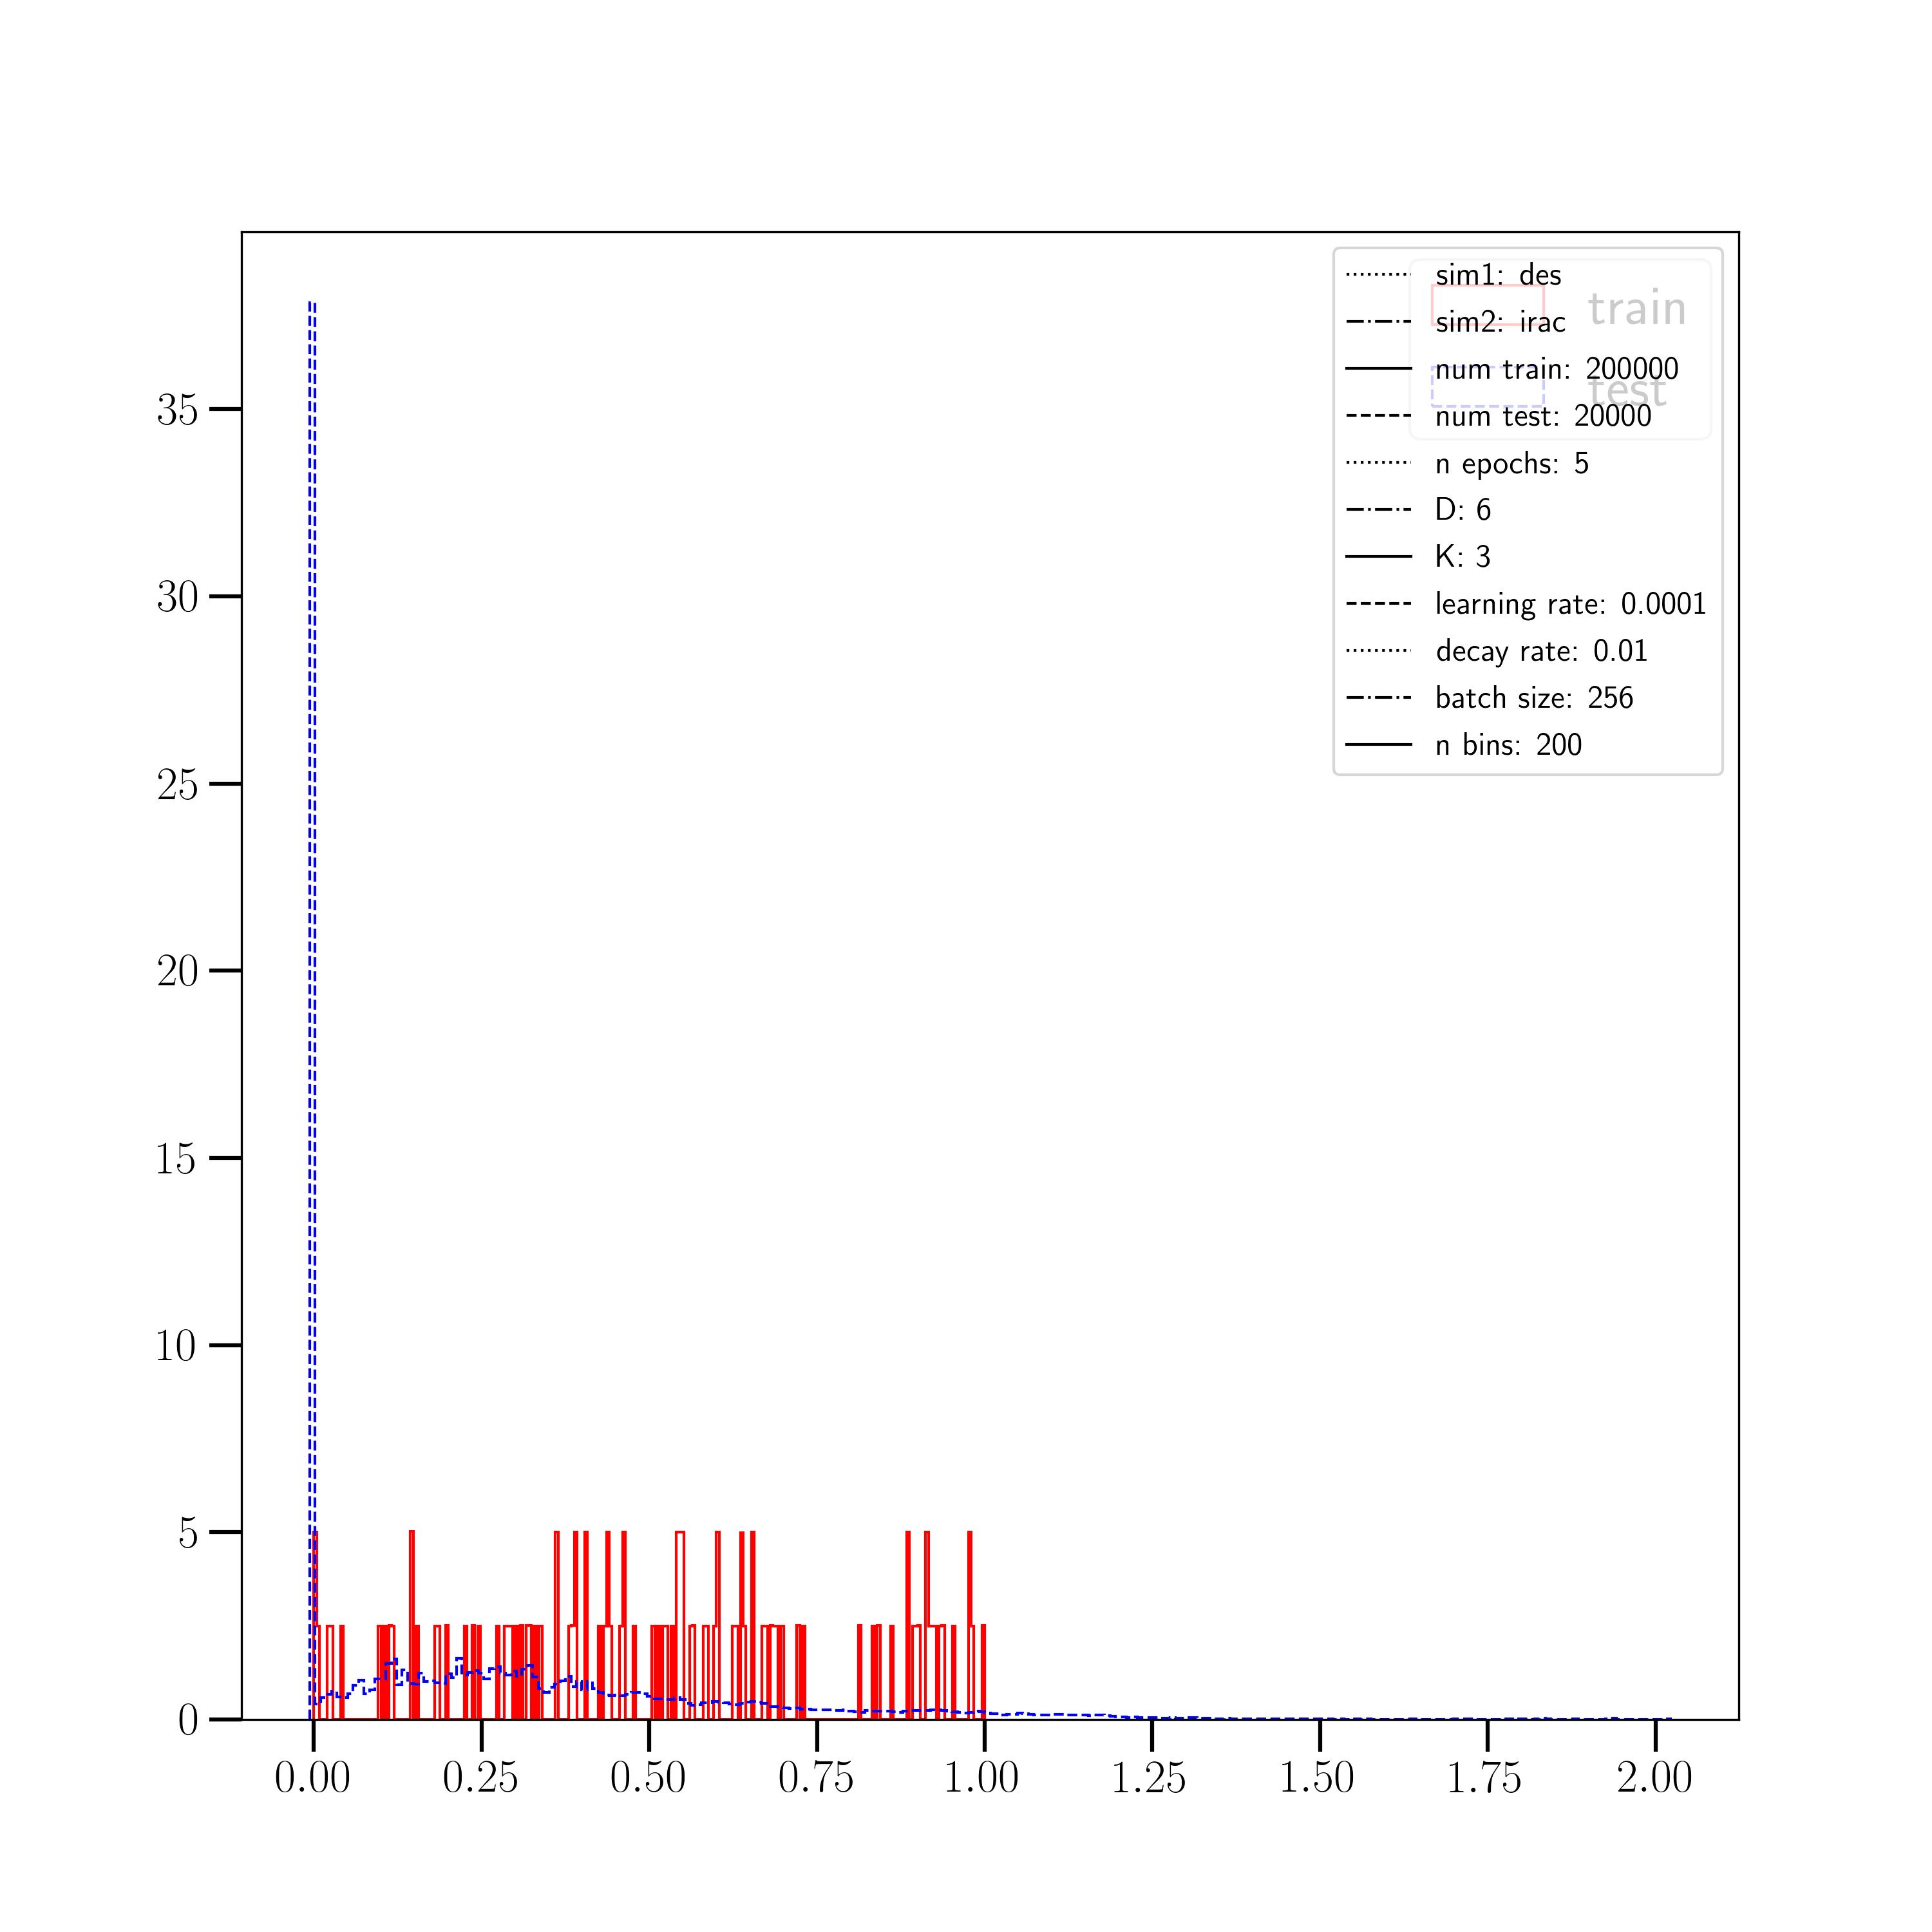 sim1: des
sim2: irac
num train: 200000
num test: 20000
n epochs: 5
D: 6
K: 3
learning rate: 0.0001
decay rate: 0.01
batch size: 256
n bins: 200
train
test
35
30
25
20
15
10
5
0
0.00 0.25 0.50 0.75 1.00 1.25 1.50 1.75 2.00